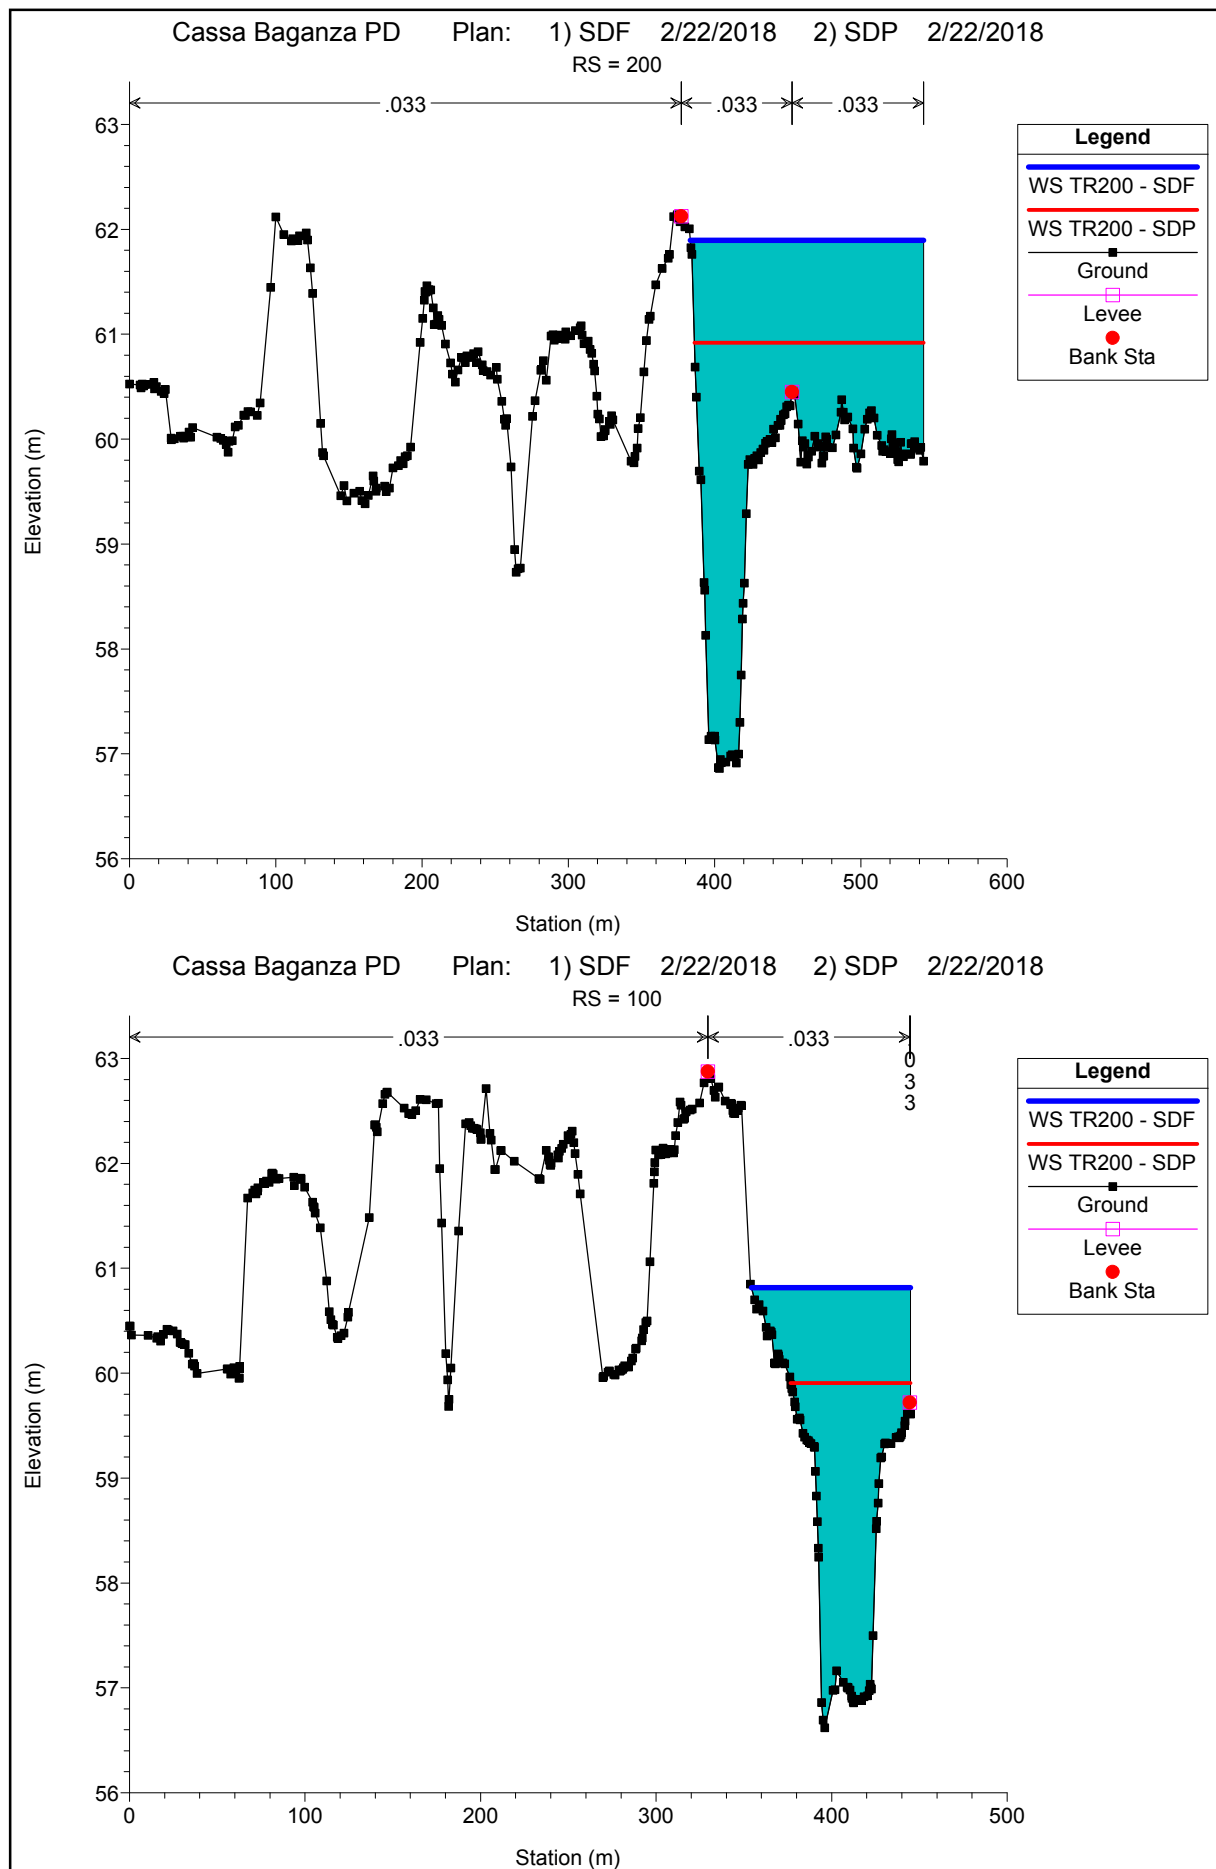 Cassa Baganza PD Plan: 1) SDF 2/22/2018 2) SDP 2/22/2018
RS = 200
.033 .033 .033
63
62
61
60
59
58
57
56
Elevation (m)
0 100 200 300 400 500 600
Station (m)
Legend
WS TR200 - SDF
WS TR200 - SDP
Ground
Levee
Bank Sta
Cassa Baganza PD Plan: 1) SDF 2/22/2018 2) SDP 2/22/2018
RS = 100
.033 .033
0
3
3
63
62
61
60
59
58
57
56
Elevation (m)
0 100 200 300 400 500
Station (m)
Legend
WS TR200 - SDF
WS TR200 - SDP
Ground
Levee
Bank Sta